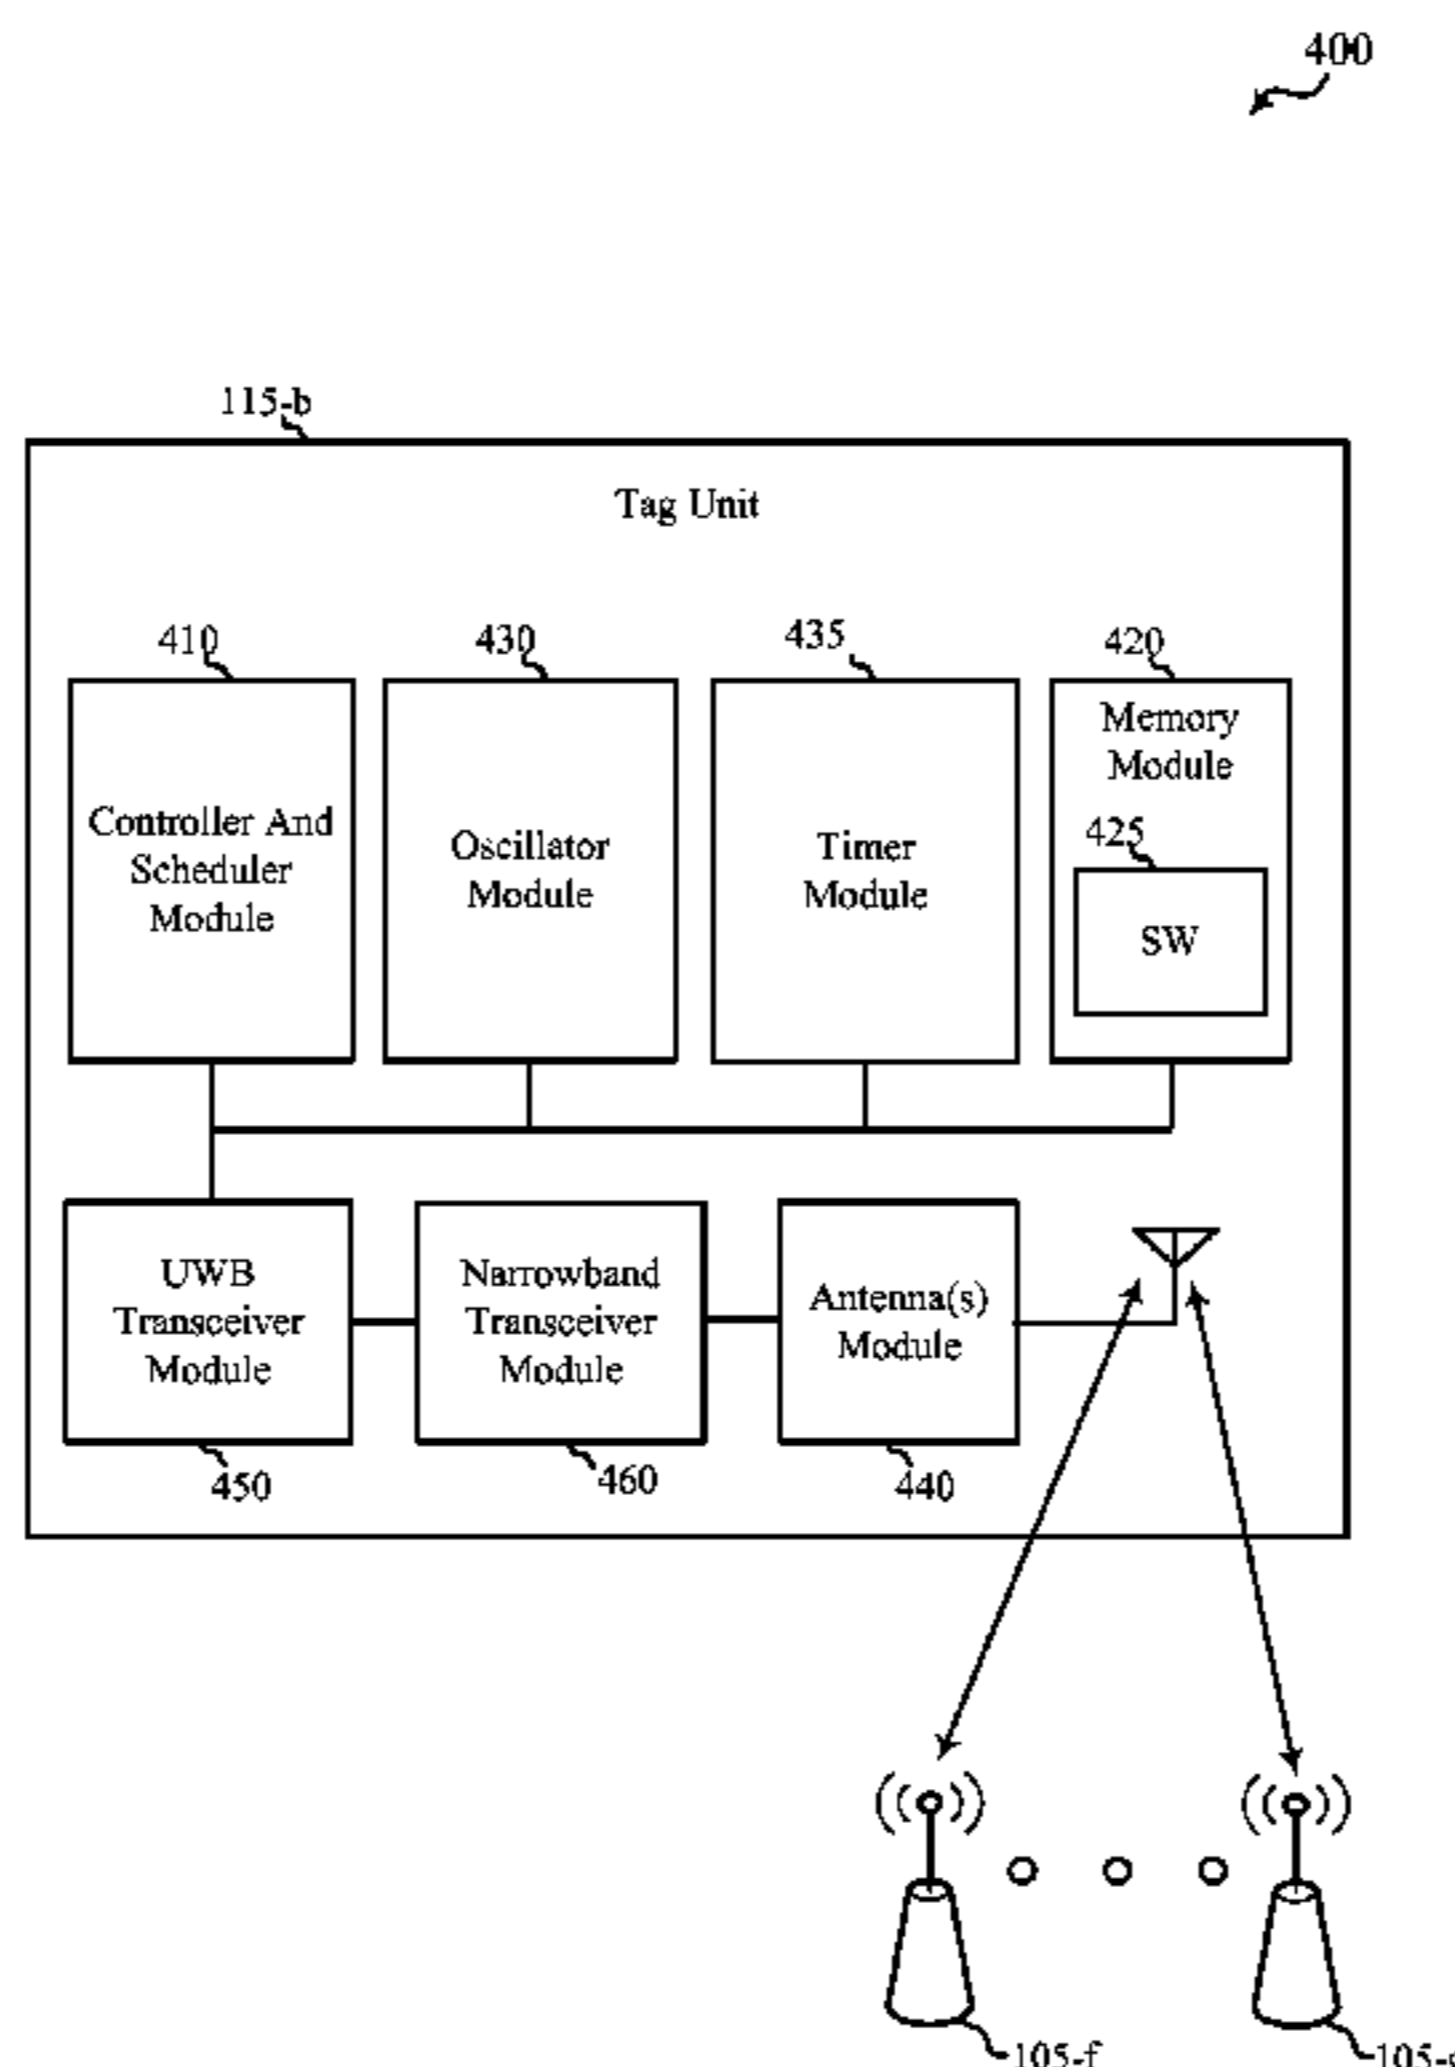 400
115-b
Tag Unit
410
430
435
420
Controller And
Scheduler
Module
Oscillator
Module
Timer
Module
Memory
Module
425
SW
UWB
Transceiver
Module
Narrowband
Transceiver
Module
Antenna(s)
Module
450
460
440
105-f